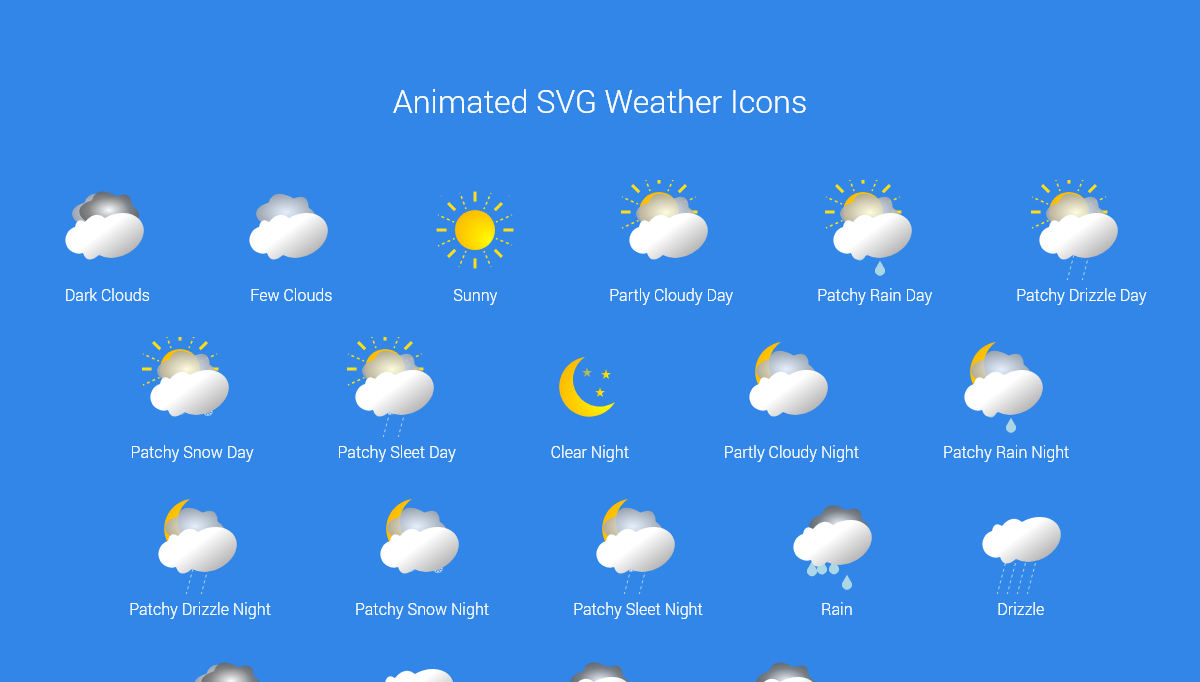 Animated SVG Weather Icons
Dark Clouds
Few Clouds
Sunny
Partly Cloudy Day
Patchy Rain Day
Patchy Drizzle Day
Patchy Snow Day
Patchy Sleet Day
Clear Night
Partly Cloudy Night
Patchy Rain Night
Patchy Drizzle Night
Patchy Snow Night
Patchy Sleet Night
Rain
Drizzle